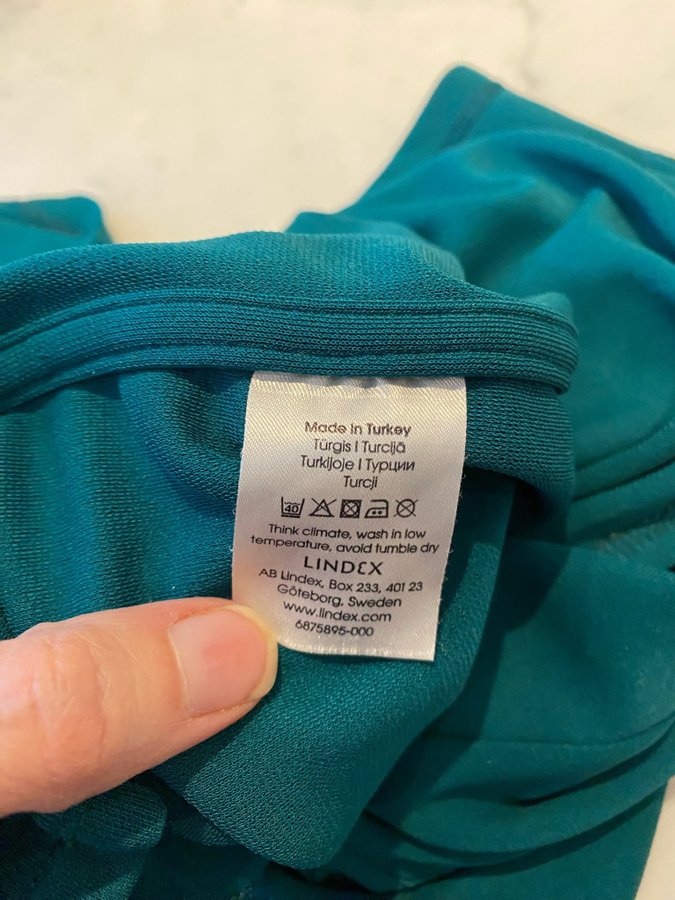 Made in Turkey
Türgis | Turcijā
Turkijoje | Турции
Turcji
40
Think climate, wash in low
temperature, avoid tumble dry
LINDEX
AB Lindex, Box 233, 401 23
Göteborg, Sweden
www.lindex.com
6875895-000